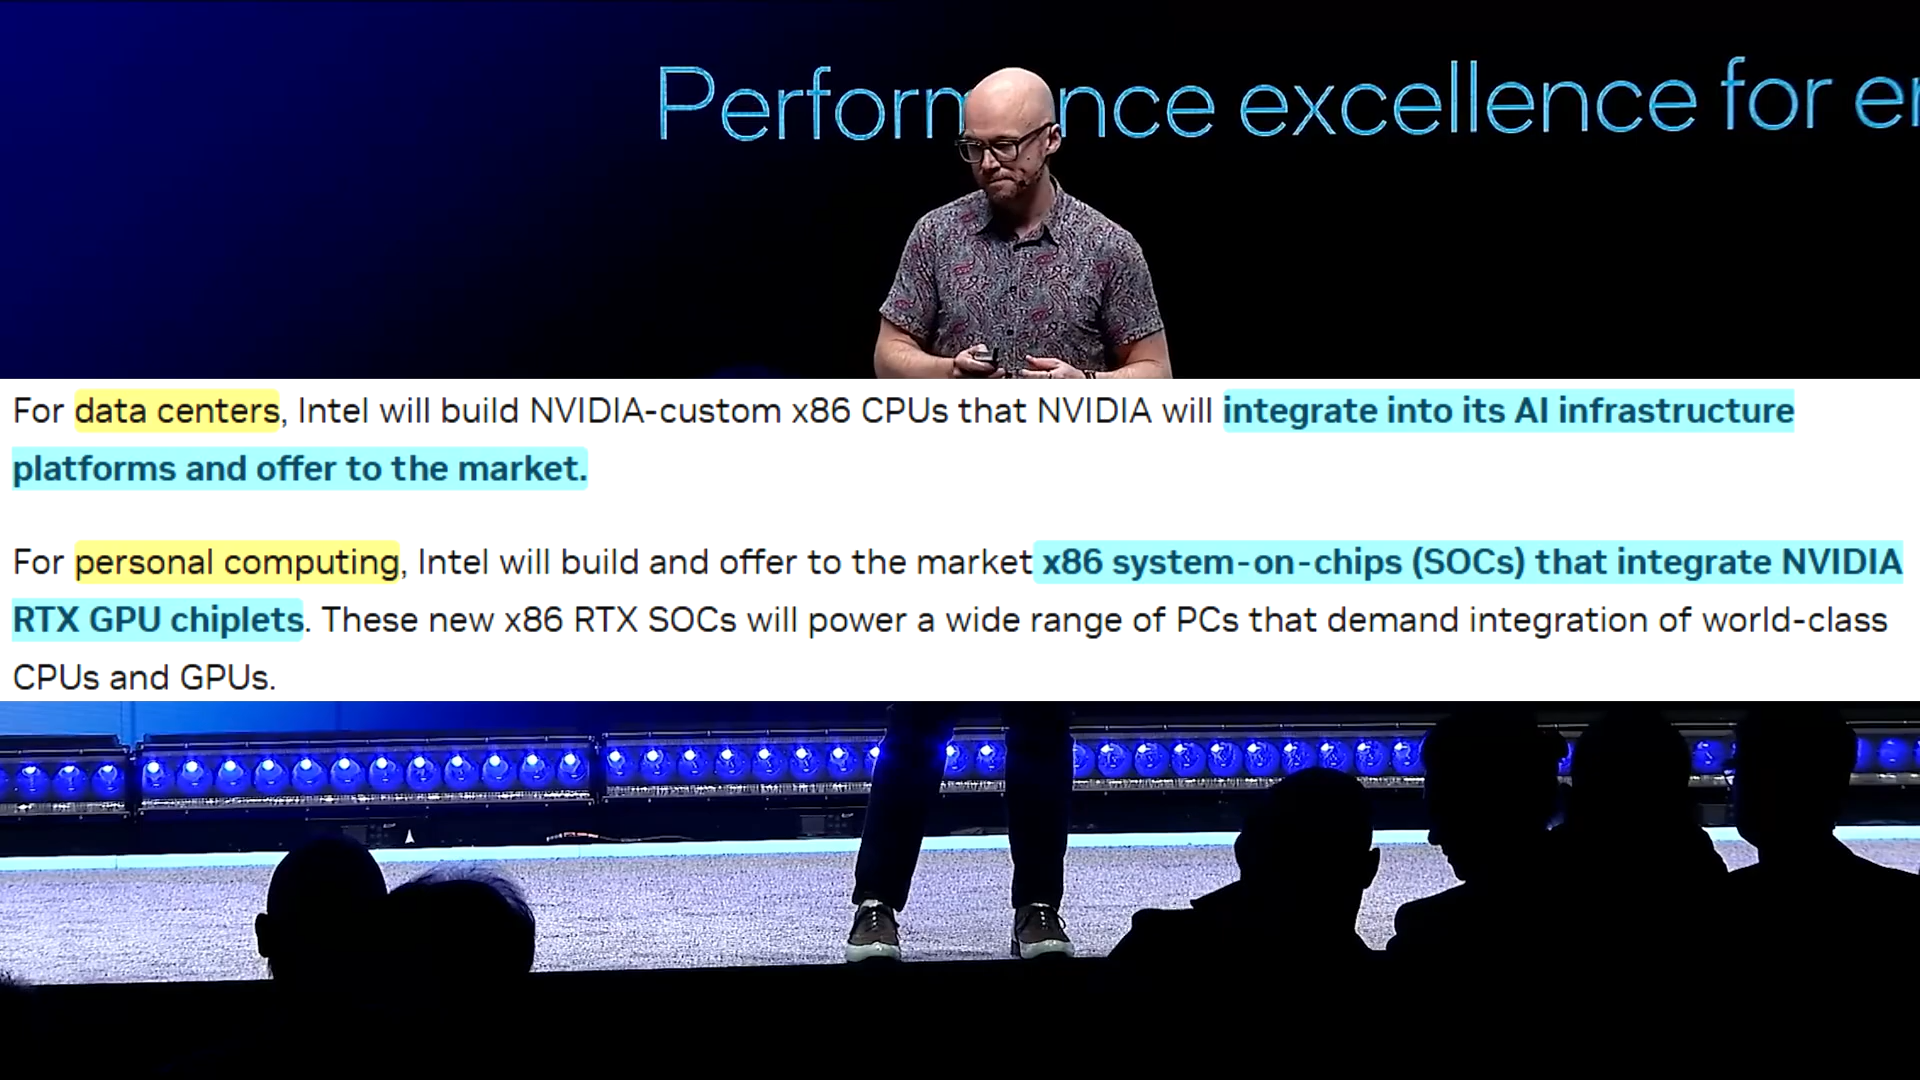 Perform nce excellence for
For data centers, Intel will build NVIDIA-custom x86 CPUs that NVIDIA will integrate into its AI infrastructure
platforms and offer to the market.
For personal computing, Intel will build and offer to the market x86 system-on-chips (SOCs) that integrate NVIDIA
RTX GPU chiplets. These new x86 RTX SOCs will power a wide range of PCs that demand integration of world-class
CPUs and GPUs.